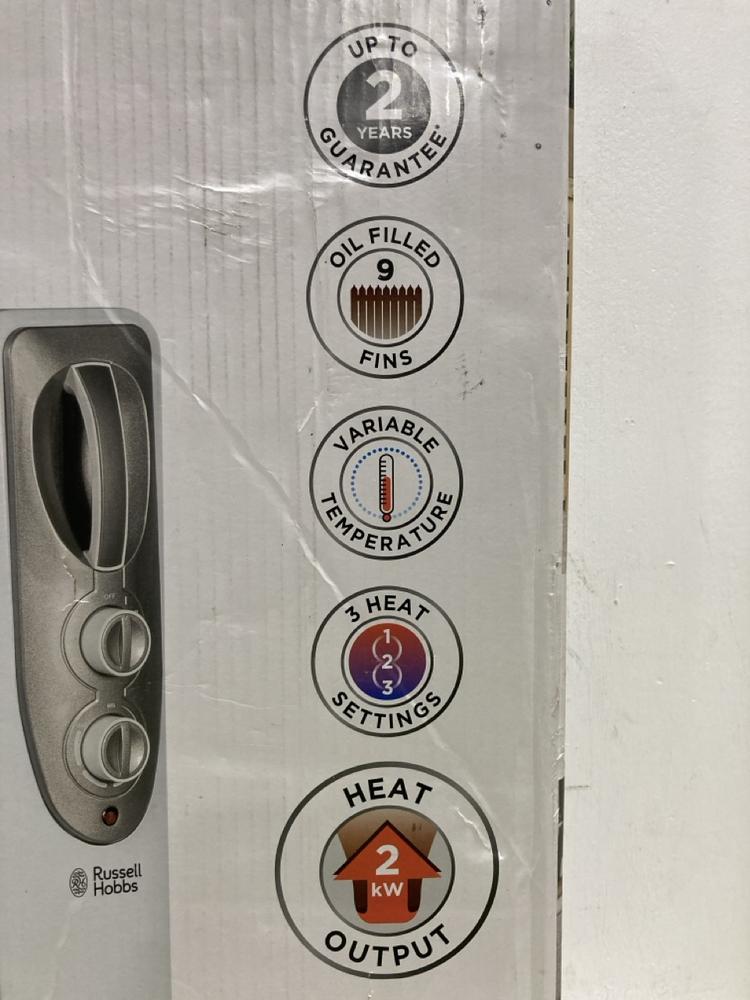 UP TO
2
YEARS
GUARANTEE*
OIL FILLED
9
FINS
VARIABLE
TEMPERATURE
3 HEAT
1
2
3
SETTINGS
HEAT
2
kW
OUTPUT
OFF
Russell
Hobbs